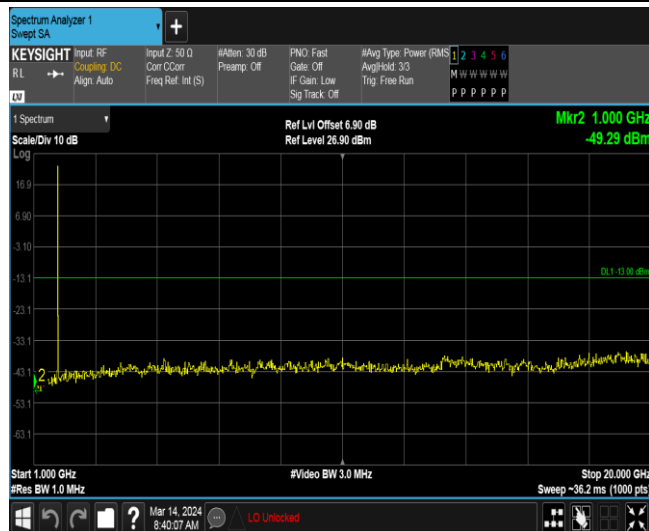 Spectrum Analyzer 1
Swept SA
+
KEYSIGHT
RL
LXI
Input: RF
Coupling: DC
Align: Auto
Input Z: 50 Ω
Corr CCorr
Freq Ref: Int (S)
#Atten: 30 dB
Preamp: Off
PNO: Fast
Gate: Off
IF Gain: Low
Sig Track: Off
#Avg Type: Power (RMS
Avg|Hold: 3/3
Trig: Free Run
1 2 3 4 5 6
M W W W W W
P P P P P P
1 Spectrum
Scale/Div 10 dB
Log
Ref Lvl Offset 6.90 dB
Ref Level 26.90 dBm
Mkr2 1.000 GHz
-49.29 dBm
16.9
6.90
-3.10
-13.1
-23.1
-33.1
-43.1
-53.1
-63.1
DL1 -13.00 dBm
2
Start 1.000 GHz
#Res BW 1.0 MHz
#Video BW 3.0 MHz
Stop 20.000 GHz
Sweep ~36.2 ms (1000 pts)
?
Mar 14, 2024
8:40:07 AM
LO Unlocked